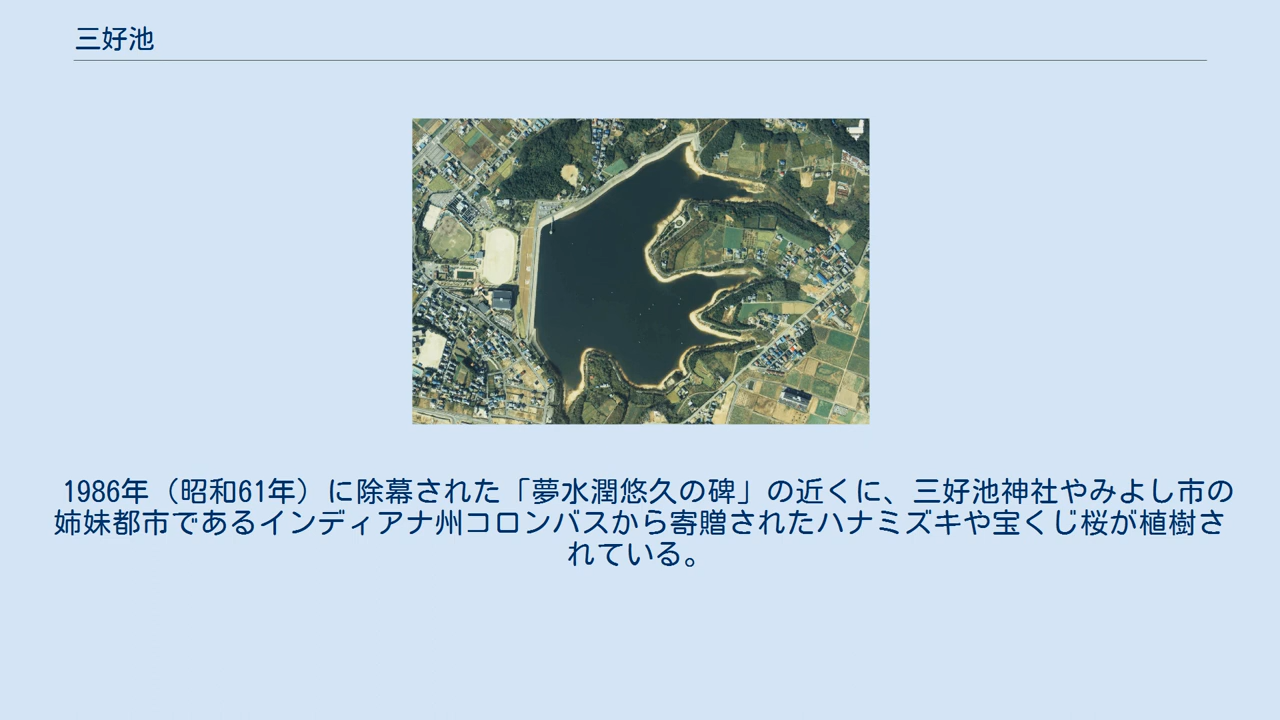 三好池
1986年（昭和61年）に除幕された「夢水潤悠久の碑」の近くに、三好池神社やみよし市の
姉妹都市であるインディアナ州コロンバスから寄贈されたハナミズキや宝くじ桜が植樹さ
れている。